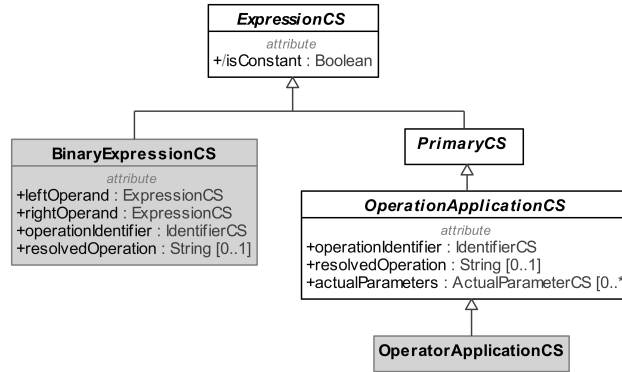 ExpressionCS
attribute
+/isConstant : Boolean
BinaryExpressionCS
attribute
+leftOperand : ExpressionCS
+rightOperand : ExpressionCS
+operationIdentifier : IdentifierCS
+resolvedOperation : String [0..1]
PrimaryCS
OperationApplicationCS
attribute
+operationIdentifier : IdentifierCS
+resolvedOperation : String [0..1]
+actualParameters : ActualParameterCS [0..*
OperatorApplicationCS